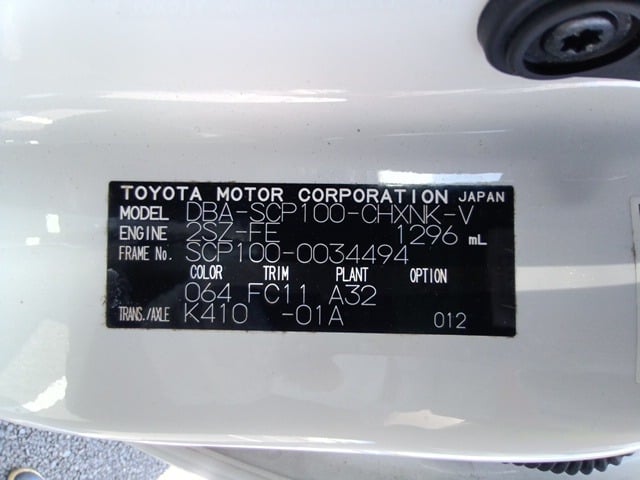 TOYOTA MOTOR CORPORATION JAPAN
MODEL DBA-SCP100-CHXNK-V
ENGINE 2SZ-FE 1296 mL
FRAME No. SCP100-0034494
COLOR TRIM PLANT OPTION
064 FC11 A32
TRANS./AXLE K410 -01A 012